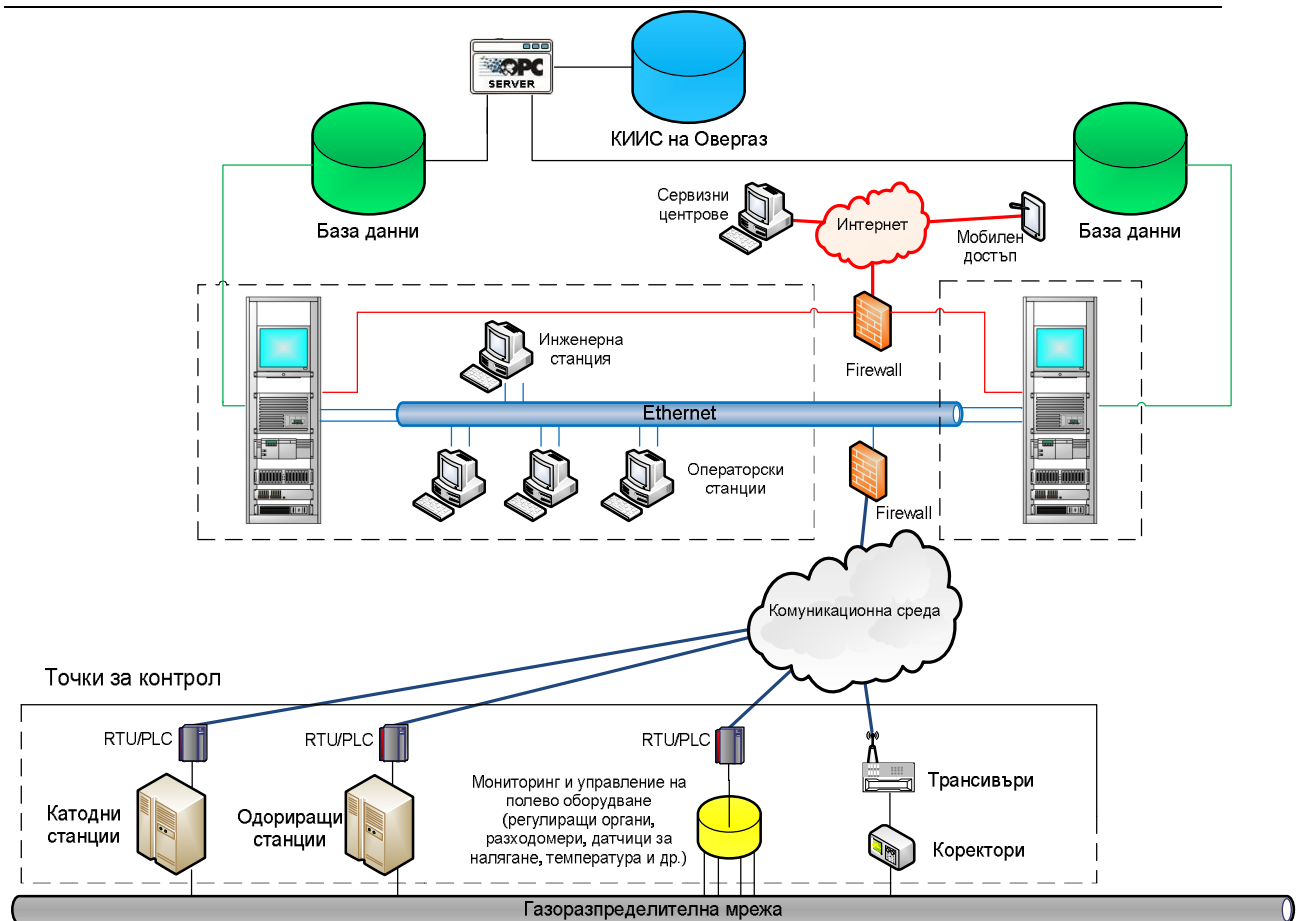 OPC
SERVER
КИИС на Овергаз
База данни
База данни
Сервизни
центрове
Интернет
Мобилен
достъп
Инженерна
станция
Firewall
Ethernet
Операторски
станции
Firewall
Комуникационна среда
Точки за контрол
RTU/PLC
RTU/PLC
RTU/PLC
Катодни
станции
Одориращи
станции
Мониторинг и управление на
полево оборудване
(регулиращи органи,
разходомери, датчици за
налягане, температура и др.)
Трансивъри
Коректори
Газоразпределителна мрежа